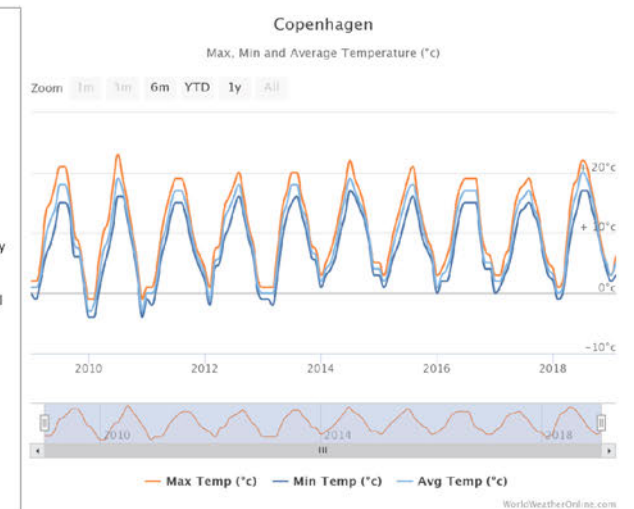 Copenhagen
Max, Min and Average Temperature (°c)
Zoom 1m 3m 6m YTD 1y All
20°c
+ 10°c
0°c
-10°c
2010 2012 2014 2016 2018
2010 2014 2018
Max Temp (°c) Min Temp (°c) Avg Temp (°c)
WorldWeatherOnline.com
y